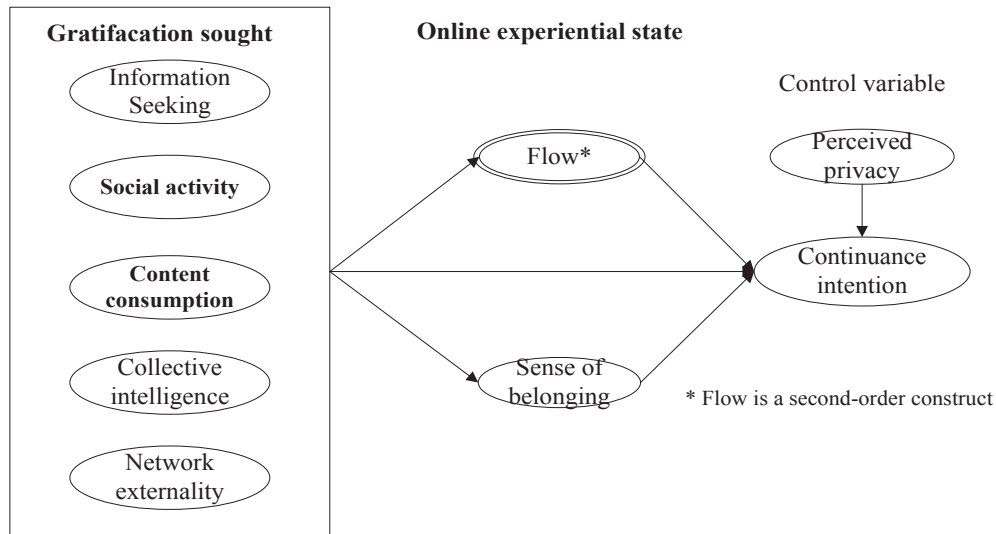 Gratifacation sought
Information
Seeking
Social activity
Content
consumption
Collective
intelligence
Network
externality
Online experiential state
Flow*
Sense of
belonging
Control variable
Perceived
privacy
Continuance
intention
* Flow is a second-order construct